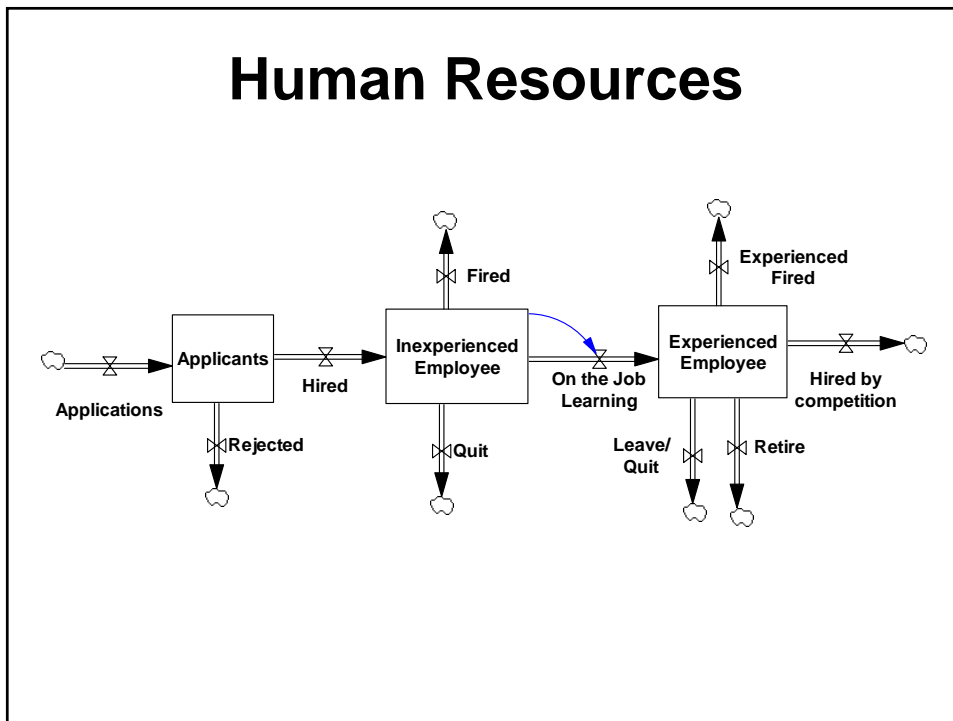 Human Resources
Experienced
Fired
Fired
Applicants
Inexperienced
Employee
Experienced
Employee
Applications
Hired
On the Job
Learning
Hired by
competition
Rejected
Quit
Leave/
Quit
Retire